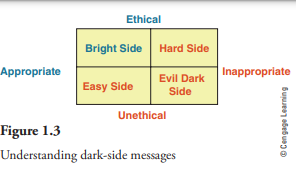 Ethical
Bright Side Hard Side
Appropriate Inappropriate
Easy Side Evil Dark
Side
Unethical
Figure 1.3
Understanding dark-side messages
© Cengage Learning